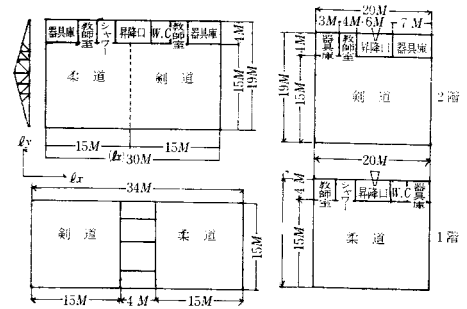 器具庫 教師室 シャワー 昇降口 W.C 教師室 器具庫
柔道 剣道
4M
15M
19M
15M 15M
(ℓx)
30M
ℓy
ℓx
34M
剣道 柔道
15M
15M 4M 15M
20M
3M 4M 6M 7M
器具庫 教師室 昇降口 器具庫
4M
15M
19M
剣道
2階
20M
教師室 シャワー 昇降口 W.C 器具庫
4M
15M
柔道
1階